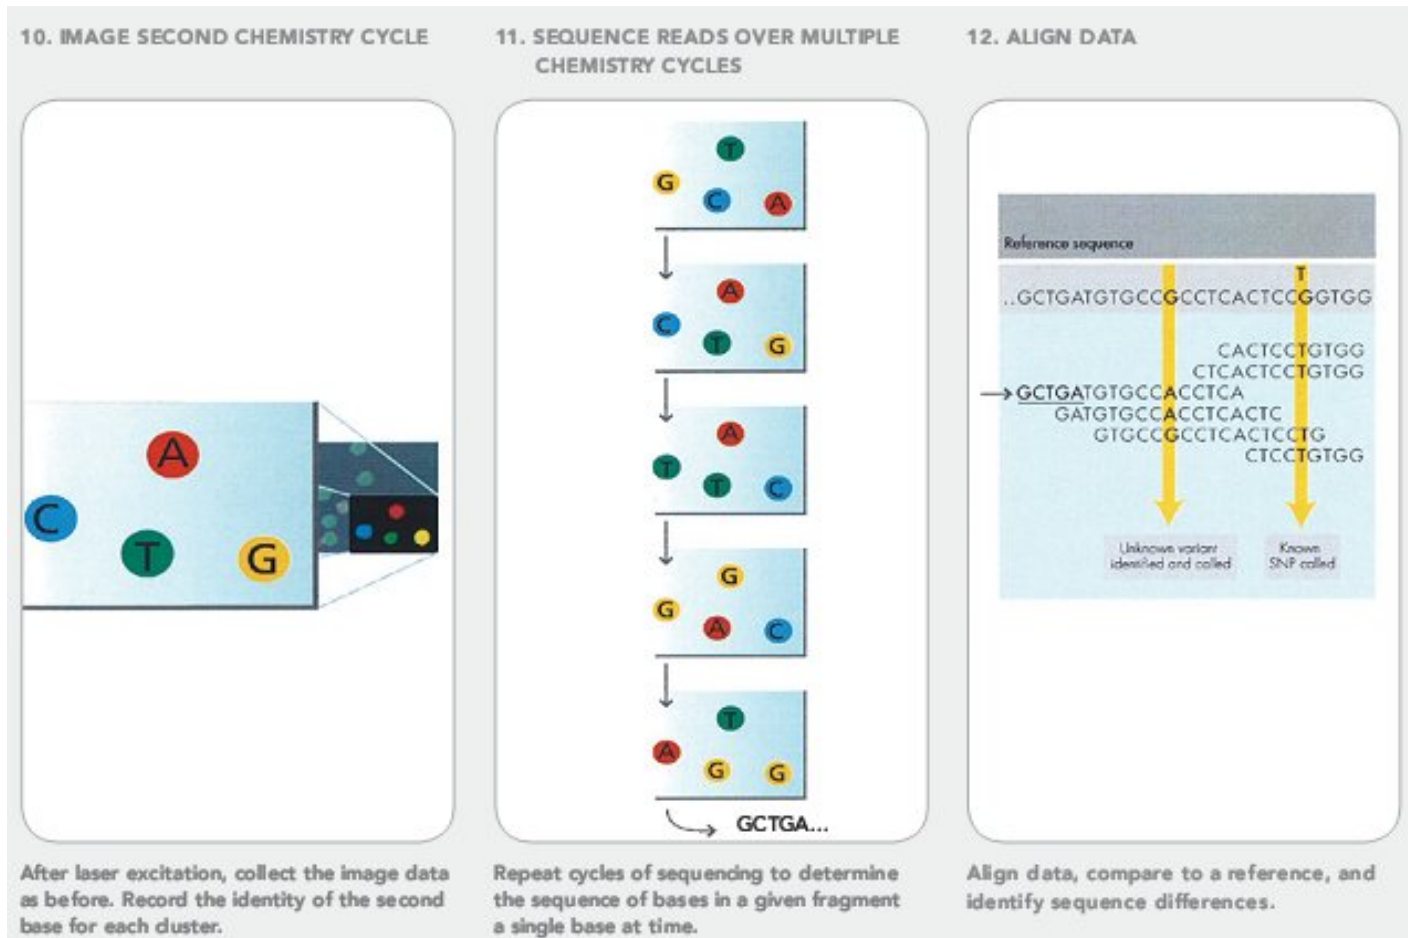 10. IMAGE SECOND CHEMISTRY CYCLE
A
C
T
G
After laser excitation, collect the image data
as before. Record the identity of the second
base for each cluster.
11. SEQUENCE READS OVER MULTIPLE
CHEMISTRY CYCLES
T
G
C
A
A
C
T
G
A
T
T
C
G
G
A
C
T
A
G
G
GCTGA...
Repeat cycles of sequencing to determine
the sequence of bases in a given fragment
a single base at time.
12. ALIGN DATA
Reference sequence
T
..GCTGATGTGCCGCCTCACTCCGGTGG
CACTCCTGTGG
CTCACTCCTGTGG
GCTGATGTGCCACCTCA
GATGTGCCACCTCACTC
GTGCCGCCTCACTCCTG
CTCCTGTGG
Unknown variant
identified and called
Known
SNP called
Align data, compare to a reference, and
identify sequence differences.